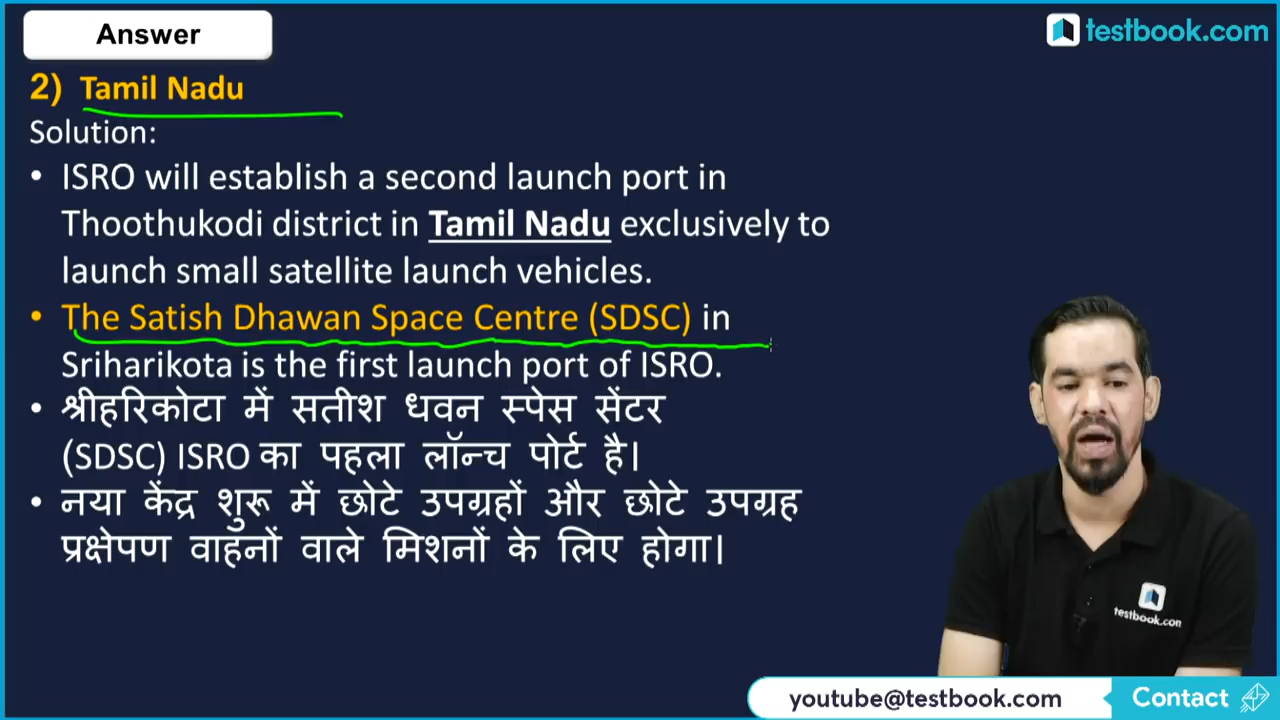 Answer
testbook.com
2) Tamil Nadu
Solution:
• ISRO will establish a second launch port in
Thoothukodi district in Tamil Nadu exclusively to
launch small satellite launch vehicles.
• The Satish Dhawan Space Centre (SDSC) in
Sriharikota is the first launch port of ISRO.
• श्रीहरिकोटा में सतीश धवन स्पेस सेंटर
(SDSC) ISRO का पहला लॉन्च पोर्ट है।
• नया केंद्र शुरू में छोटे उपग्रहों और छोटे उपग्रह
प्रक्षेपण वाहनों वाले मिशनों के लिए होगा।
testbook.com
youtube@testbook.com
Contact